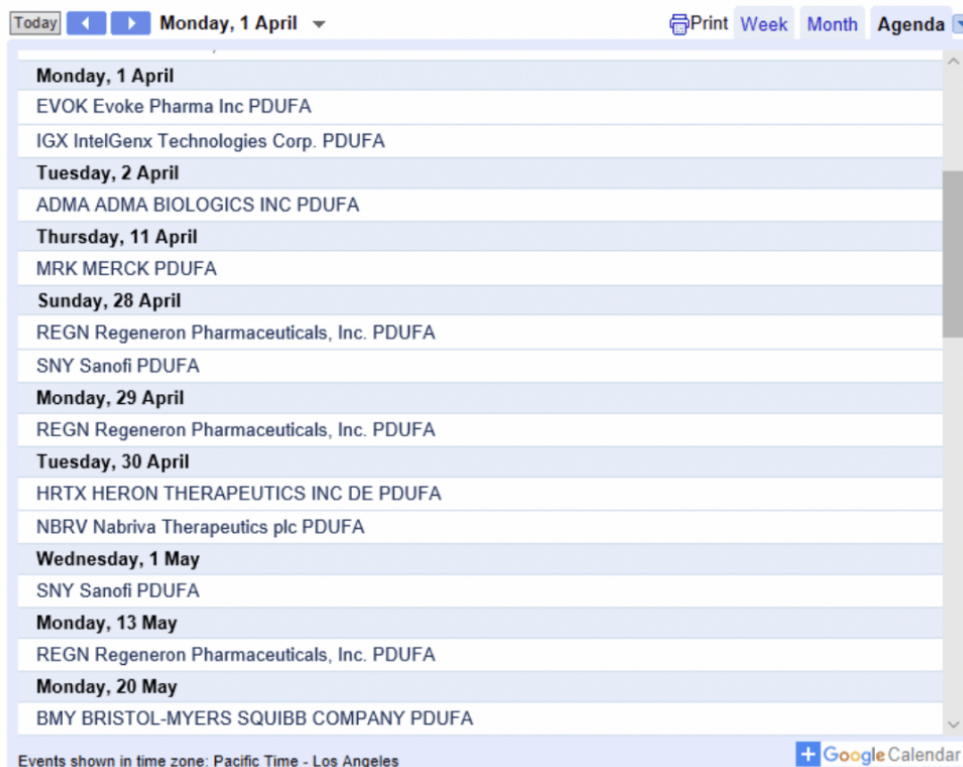 Today Monday, 1 April Print Week Month Agenda
Monday, 1 April
EVOK Evoke Pharma Inc PDUFA
IGX IntelGenx Technologies Corp. PDUFA
Tuesday, 2 April
ADMA ADMA BIOLOGICS INC PDUFA
Thursday, 11 April
MRK MERCK PDUFA
Sunday, 28 April
REGN Regeneron Pharmaceuticals, Inc. PDUFA
SNY Sanofi PDUFA
Monday, 29 April
REGN Regeneron Pharmaceuticals, Inc. PDUFA
Tuesday, 30 April
HRTX HERON THERAPEUTICS INC DE PDUFA
NBRV Nabriva Therapeutics plc PDUFA
Wednesday, 1 May
SNY Sanofi PDUFA
Monday, 13 May
REGN Regeneron Pharmaceuticals, Inc. PDUFA
Monday, 20 May
BMY BRISTOL-MYERS SQUIBB COMPANY PDUFA
Events shown in time zone: Pacific Time - Los Angeles
Google Calendar